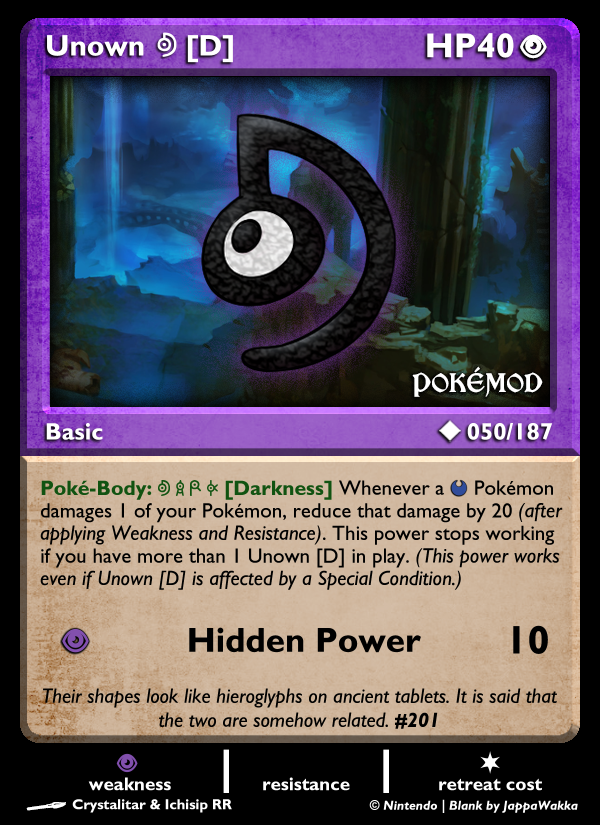 Unown [D] HP40
POKÉMOD
Basic 050/187
Poké-Body: [Darkness] Whenever a Pokémon
damages 1 of your Pokémon, reduce that damage by 20 (after
applying Weakness and Resistance). This power stops working
if you have more than 1 Unown [D] in play. (This power works
even if Unown [D] is affected by a Special Condition.)
Hidden Power 10
Their shapes look like hieroglyphs on ancient tablets. It is said that
the two are somehow related. #201
weakness resistance retreat cost
Crystalitar & Ichisip RR © Nintendo | Blank by JappaWakka